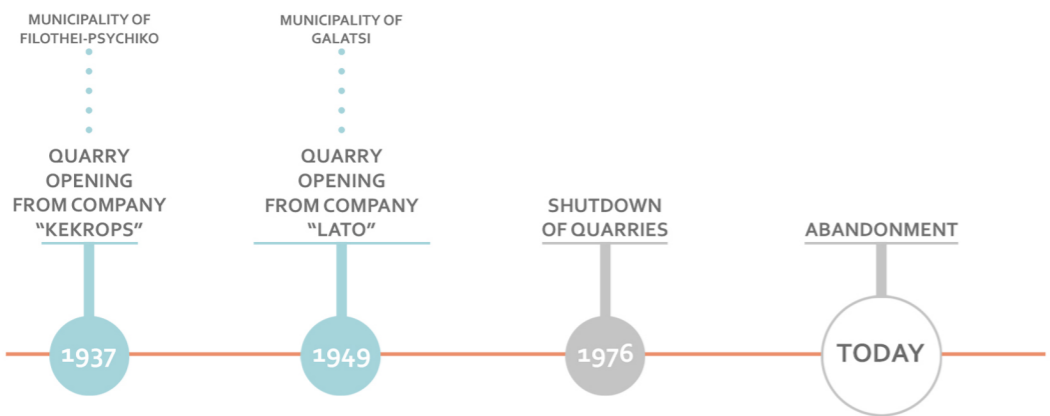 MUNICIPALITY OF
FILOTHEI-PSYCHIKO
QUARRY
OPENING
FROM COMPANY
“KEKROPS”
1937
MUNICIPALITY OF
GALATSI
QUARRY
OPENING
FROM COMPANY
“LATO”
1949
SHUTDOWN
OF QUARRIES
1976
ABANDONMENT
TODAY